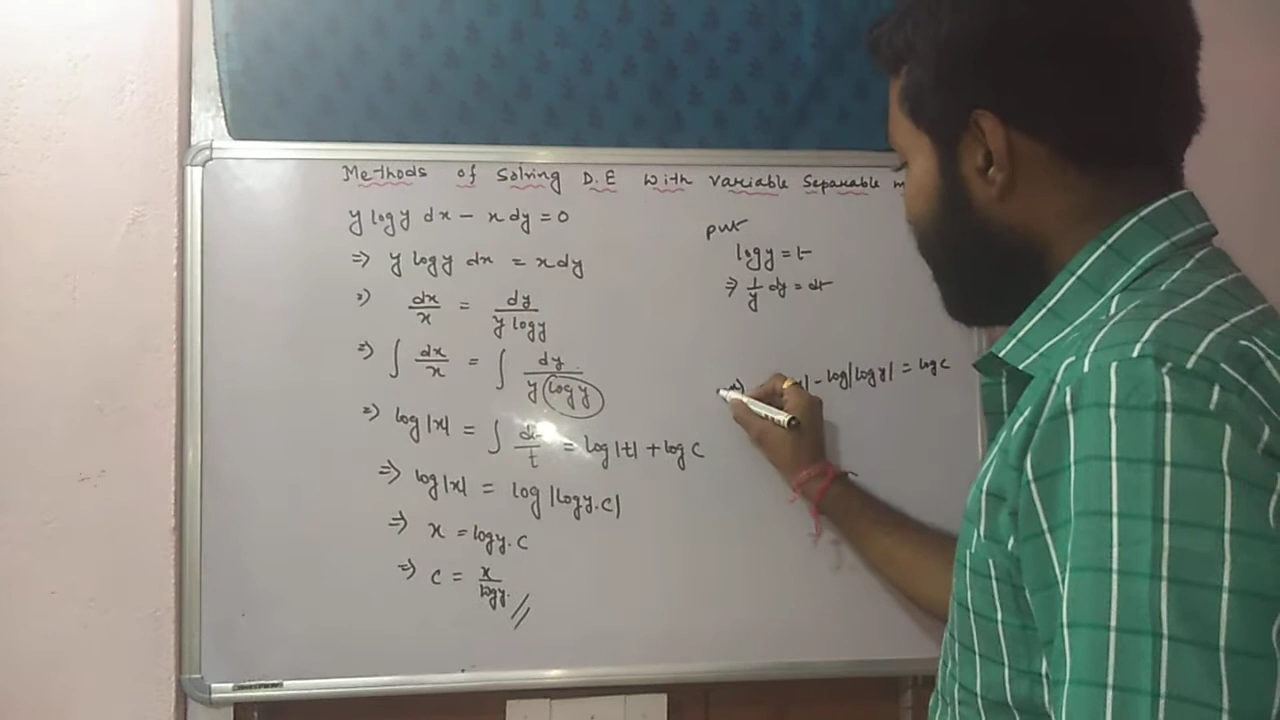 Methods of Solving D.E With Variable Separable
y log y dx - x dy = 0
⇒ y log y dx = x dy
⇒ dx/x = dy/(y log y)
⇒ ∫ dx/x = ∫ dy/(y log y)
⇒ log|x| = ∫ dt/t = log|t| + log C
⇒ log|x| = log|log y. C|
⇒ x = log y. C
⇒ C = x/log y. //
put
log y = t
⇒ 1/y dy = dt
⇒ | - log|log y| = log C